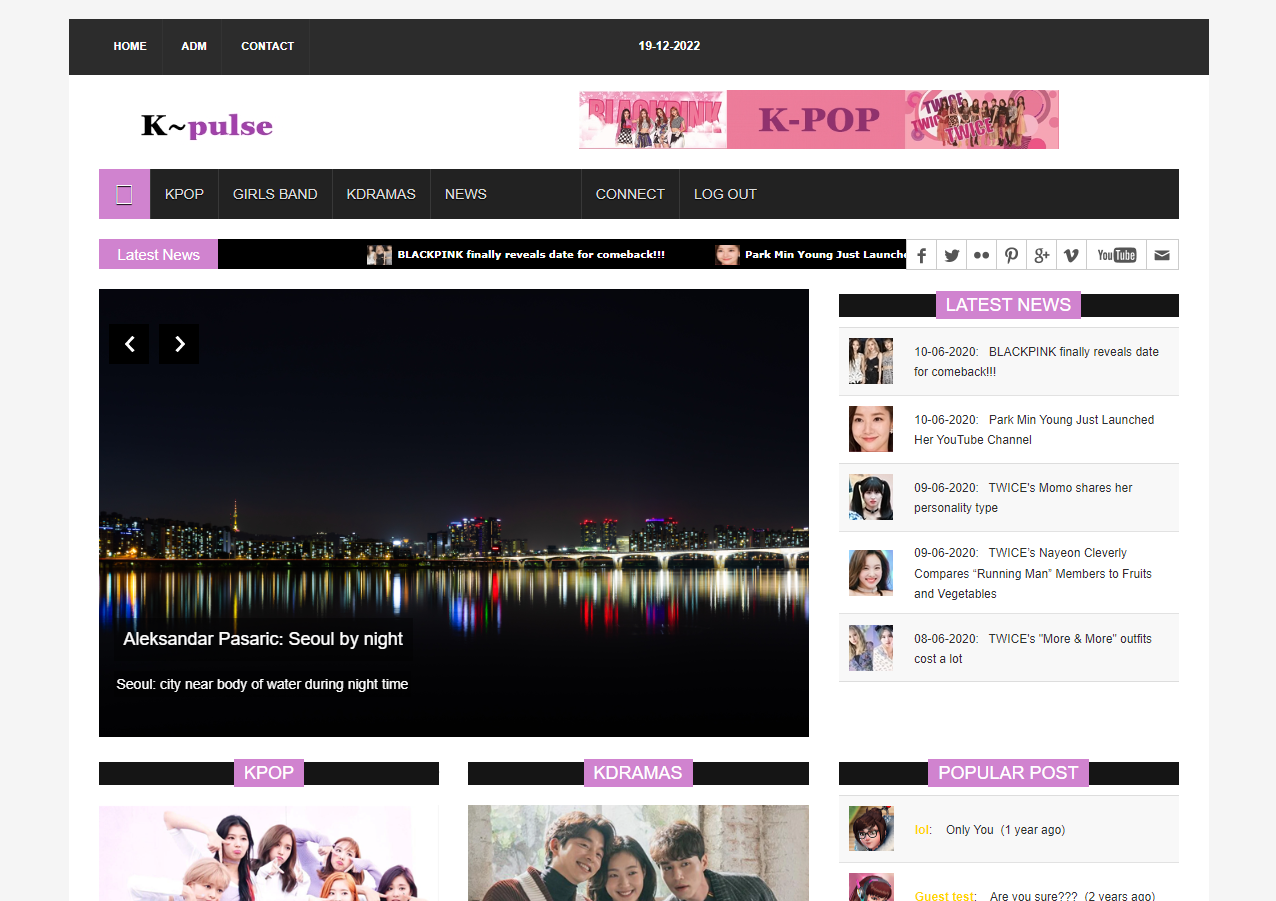 HOME ADM CONTACT 19-12-2022
K~pulse
BLACKPINK K-POP TWICE TWICE TWICE
KPOP GIRLS BAND KDRAMAS NEWS CONNECT LOG OUT
Latest News BLACKPINK finally reveals date for comeback!!! Park Min Young Just Launche
You Tube
LATEST NEWS
10-06-2020: BLACKPINK finally reveals date
for comeback!!!
10-06-2020: Park Min Young Just Launched
Her YouTube Channel
09-06-2020: TWICE's Momo shares her
personality type
09-06-2020: TWICE's Nayeon Cleverly
Compares “Running Man” Members to Fruits
and Vegetables
08-06-2020: TWICE's "More & More" outfits
cost a lot
Aleksandar Pasaric: Seoul by night
Seoul: city near body of water during night time
KPOP KDRAMAS POPULAR POST
lol: Only You (1 year ago)
Guest test: Are you sure??? (2 years ago)